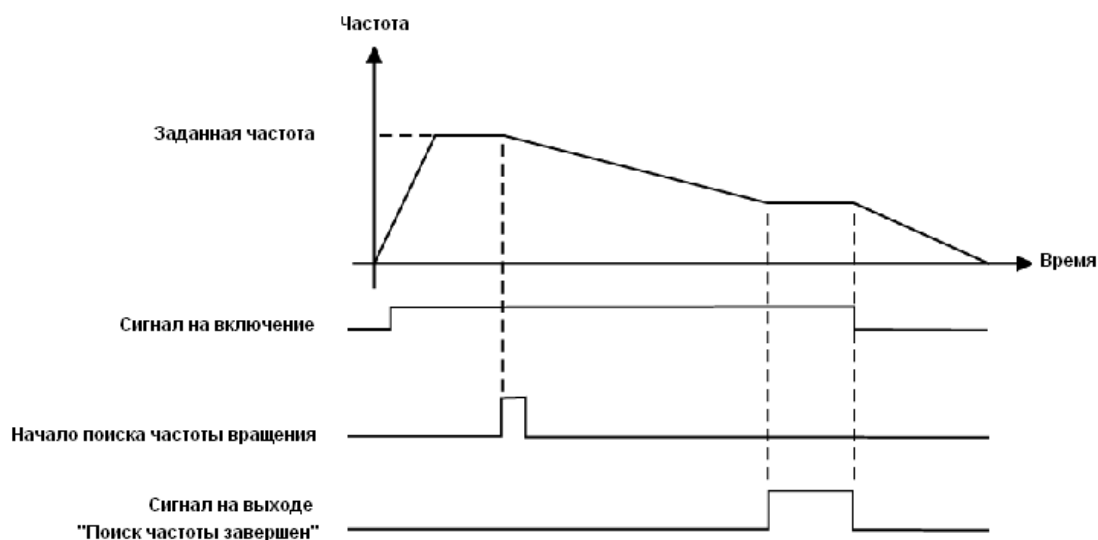 Частота
Заданная частота
Время
Сигнал на включение
Начало поиска частоты вращения
Сигнал на выходе
"Поиск частоты завершен"